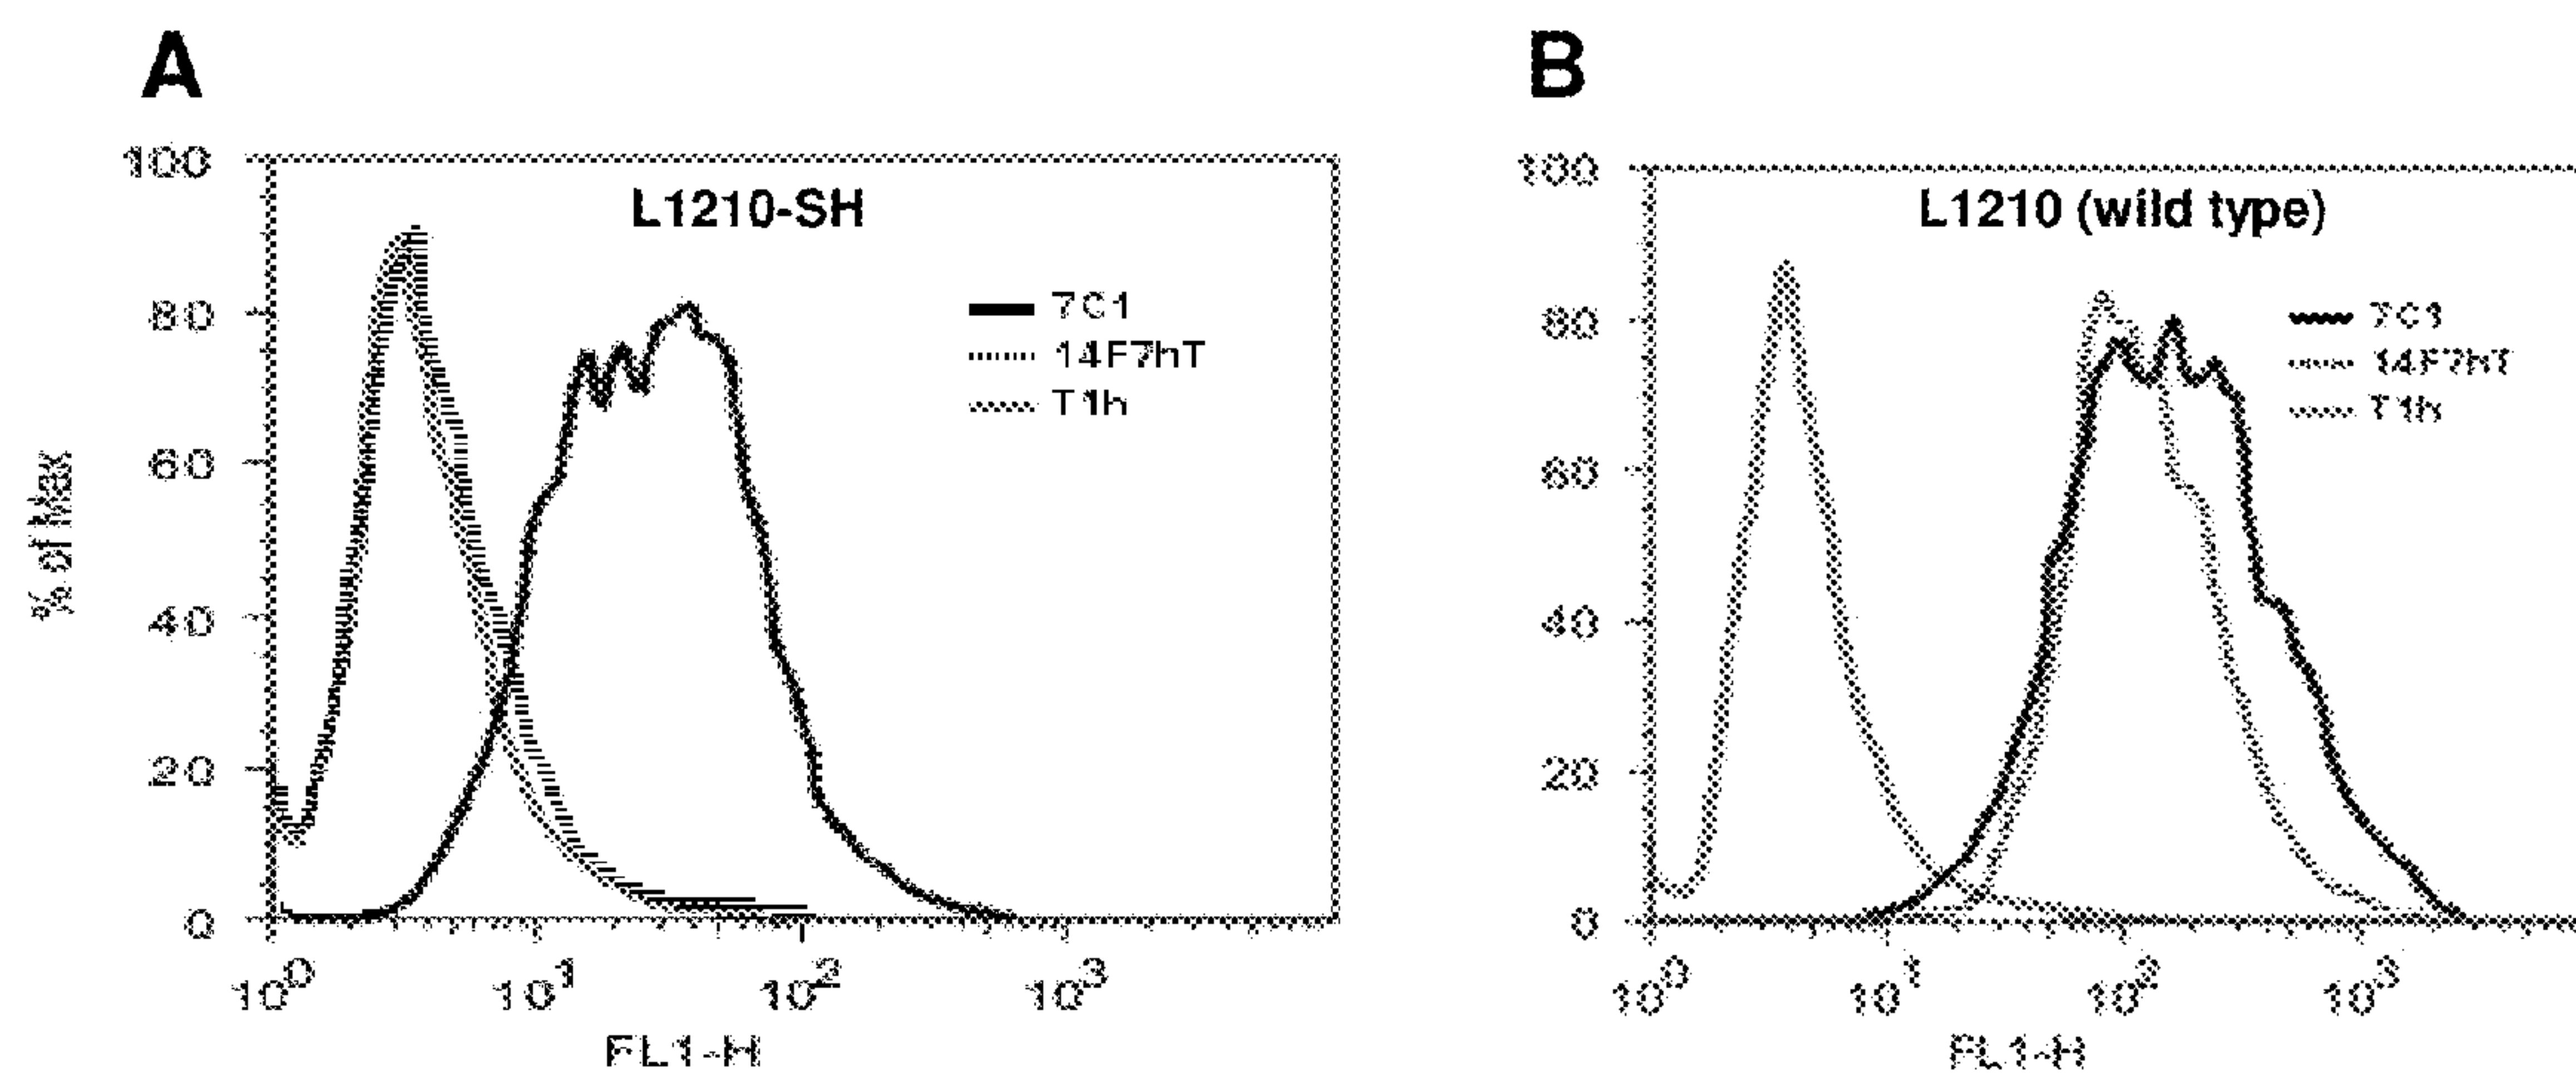 A
B
100
80
60
40
20
0
% of Max
L1210-SH
7C1
14F7hT
T1h
10^0 10^1 10^2 10^3
FL1-H
100
80
60
40
20
0
L1210 (wild type)
7C1
14F7hT
T1h
10^0 10^1 10^2 10^3
FL1-H